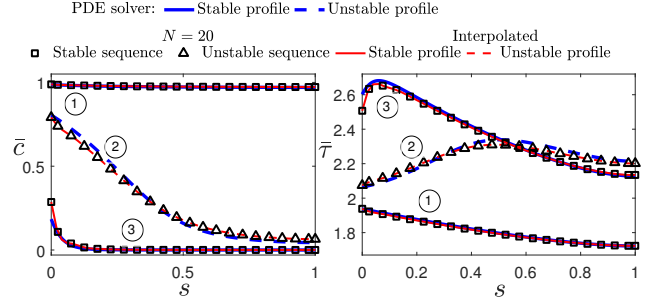 PDE solver: Stable profile Unstable profile
N = 20 Interpolated
Stable sequence Unstable sequence Stable profile Unstable profile
1
0.5
0
c̄
1
2
3
0 0.5 1
s
2.6
2.4
2.2
2
1.8
τ̄
3
2
1
0 0.2 0.4 0.6 0.8 1
s